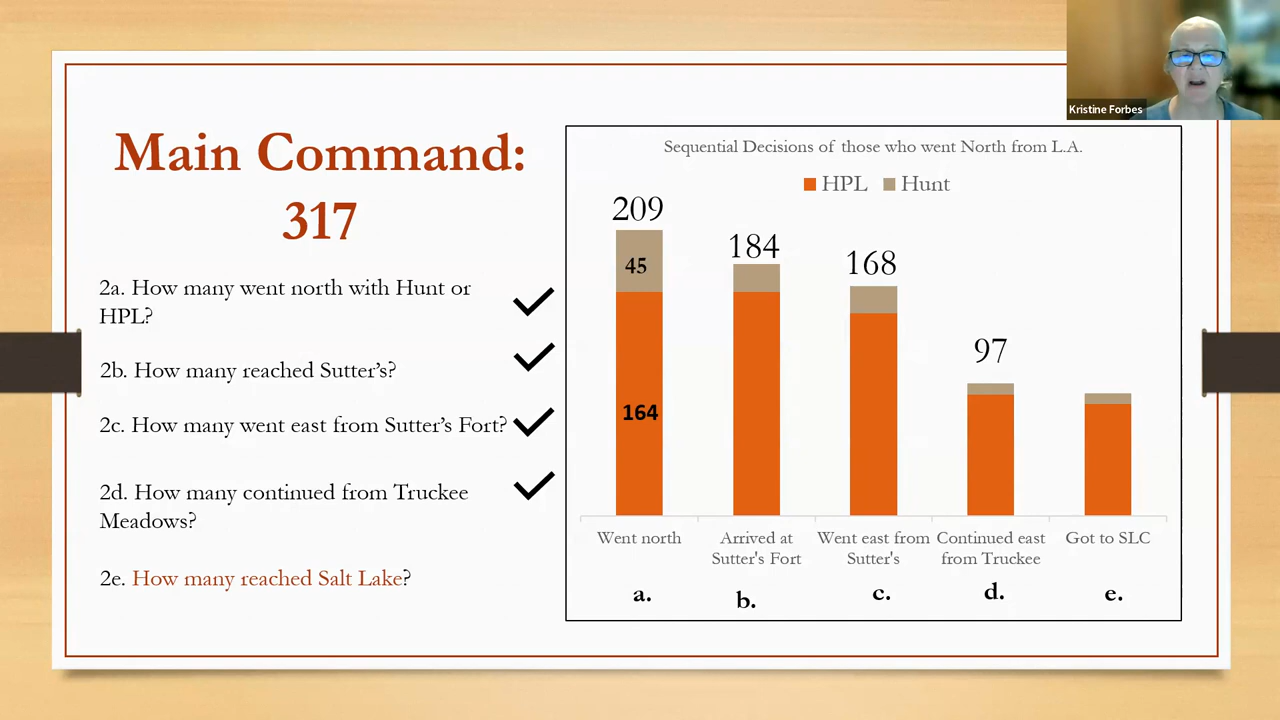 Kristine Forbes
Main Command:
317
2a. How many went north with Hunt or
HPL?
2b. How many reached Sutter's?
2c. How many went east from Sutter's Fort?
2d. How many continued from Truckee
Meadows?
2e. How many reached Salt Lake?
Sequential Decisions of those who went North from L.A.
HPL Hunt
209
184
168
97
45
164
Went north
Arrived at
Sutter's Fort
Went east from
Sutter's
Continued east
from Truckee
Got to SLC
a.
b.
c.
d.
e.